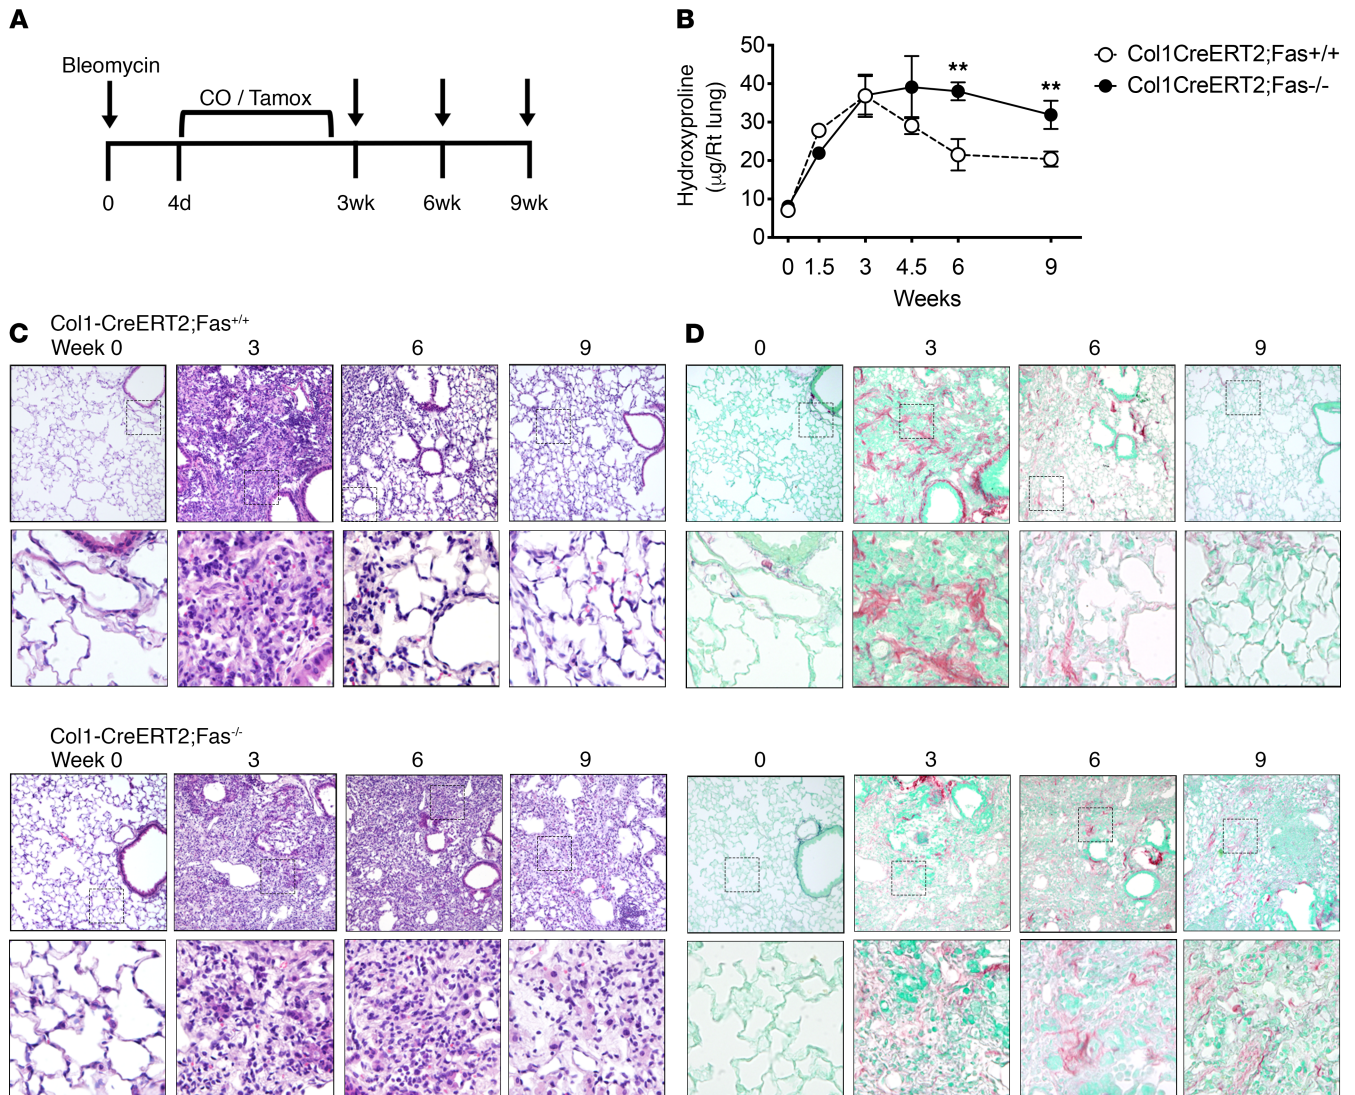 A
Bleomycin
CO / Tamox
0 4d 3wk 6wk 9wk
B
Hydroxyproline
(μg/Rt lung)
50
40
30
20
10
0
** **
0 1.5 3 4.5 6 9
Weeks
Col1CreERT2;Fas+/+
Col1CreERT2;Fas-/-
C
Col1-CreERT2;Fas+/+
Week 0 3 6 9
D
0 3 6 9
Col1-CreERT2;Fas-/-
Week 0 3 6 9
0 3 6 9